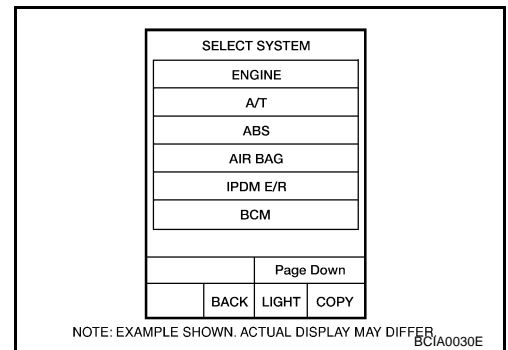 SELECT SYSTEM
ENGINE
A/T
ABS
AIR BAG
IPDM E/R
BCM
Page Down
BACK LIGHT COPY
NOTE: EXAMPLE SHOWN. ACTUAL DISPLAY MAY DIFFER.
BCIA0030E